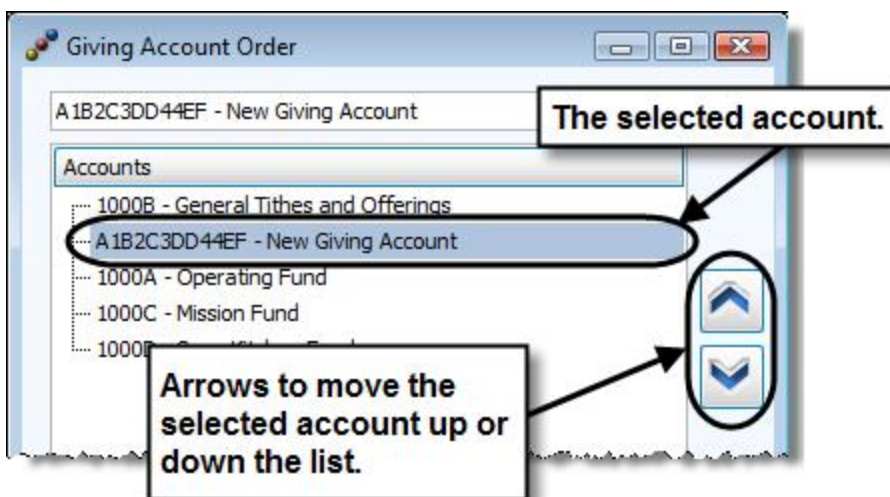 Giving Account Order
A1B2C3DD44EF - New Giving Account
The selected account.
Accounts
1000B - General Tithes and Offerings
A1B2C3DD44EF - New Giving Account
1000A - Operating Fund
1000C - Mission Fund
Arrows to move the
selected account up or
down the list.